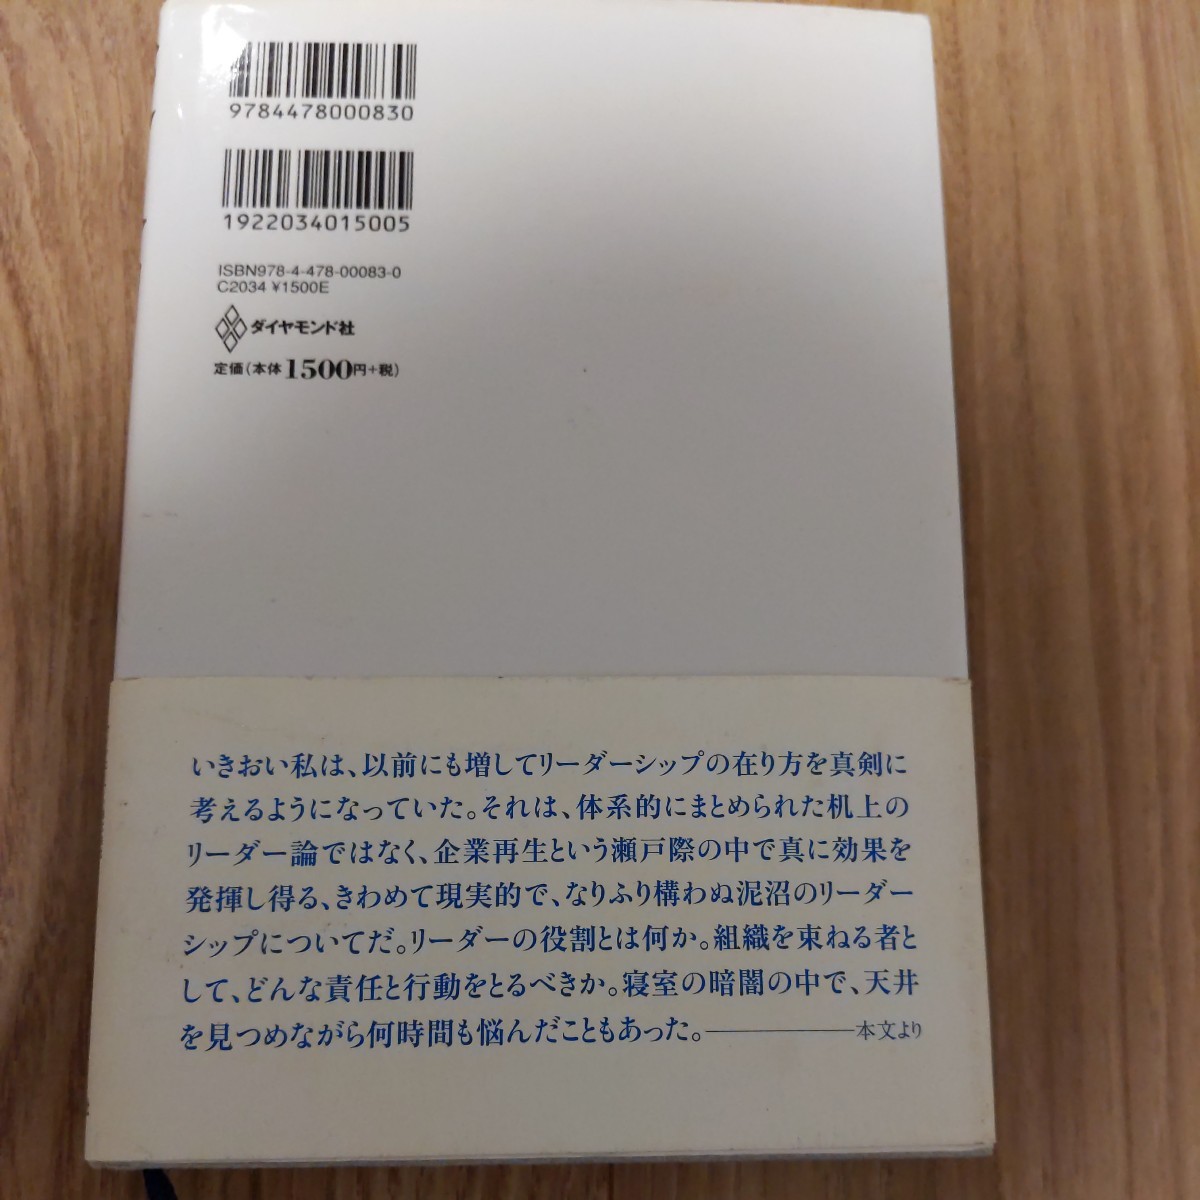 9784478000830
1922034015005
ISBN978-4-478-00083-0
C2034 ¥1500E
ダイヤモンド社
定価(本体1500円+税)
いきおい私は、以前にも増してリーダーシップの在り方を真剣に
考えるようになっていた。それは、体系的にまとめられた机上の
リーダー論ではなく、企業再生という瀬戸際の中で真に効果を
発揮し得る、きわめて現実的で、なりふり構わぬ泥沼のリーダー
シップについてだ。リーダーの役割とは何か。組織を束ねる者と
して、どんな責任と行動をとるべきか。寝室の暗闇の中で、天井
を見つめながら何時間も悩んだこともあった。――――本文より